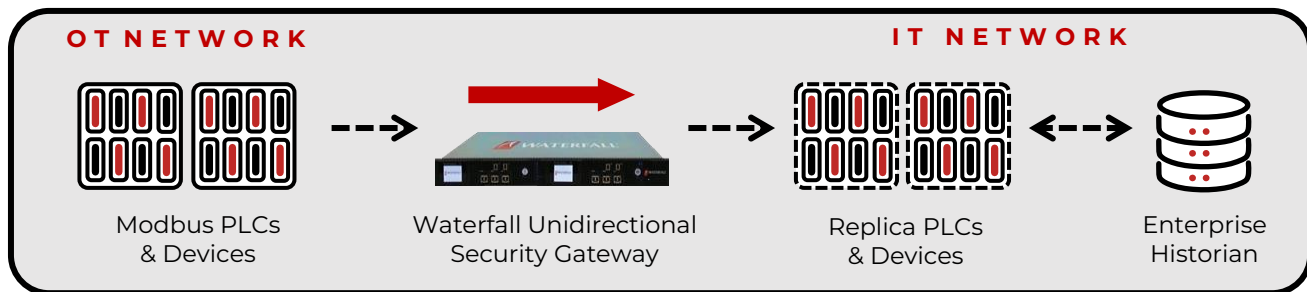 OT NETWORK
IT NETWORK
WATERFALL
Modbus PLCs
& Devices
Waterfall Unidirectional
Security Gateway
Replica PLCs
& Devices
Enterprise
Historian